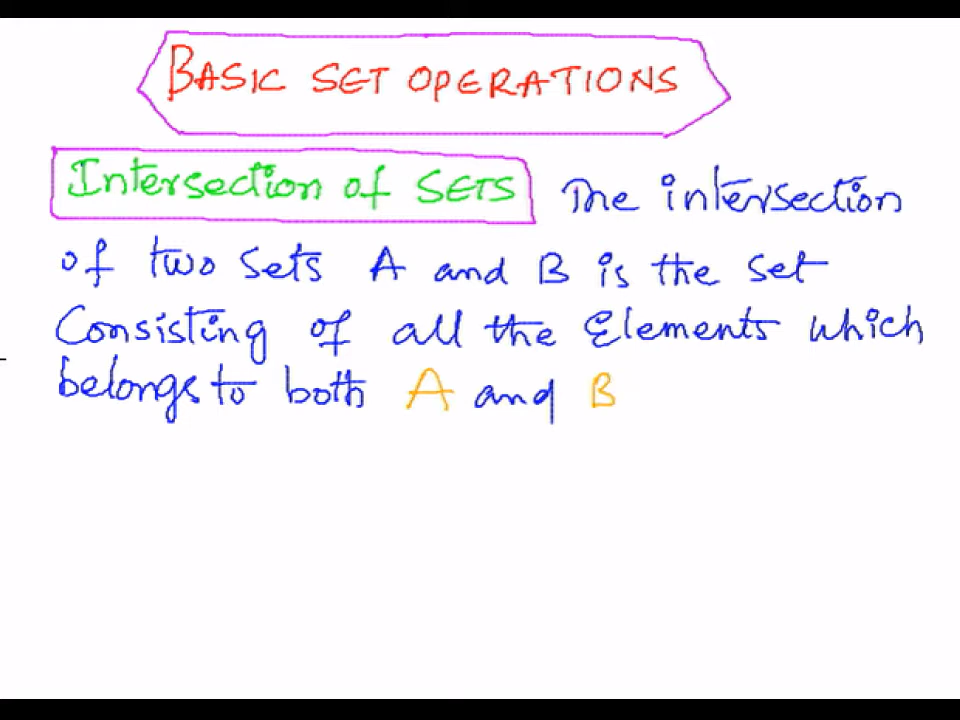 BASIC SET OPERATIONS
Intersection of SETS The intersection
of two sets A and B is the set
Consisting of all the Elements which
belongs to both A and B